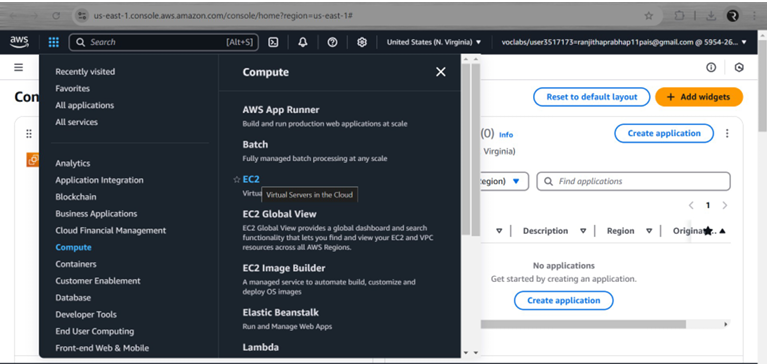 us-east-1.console.aws.amazon.com/console/home?region=us-east-1#
aws
Search [Alt+S]
United States (N. Virginia)
voclabs/user3517173=ranjithaprabhap11pais@gmail.com @ 5954-26...
Recently visited
Favorites
All applications
All services
Analytics
Application Integration
Blockchain
Business Applications
Cloud Financial Management
Compute
Containers
Customer Enablement
Database
Developer Tools
End User Computing
Front-end Web & Mobile
Compute
AWS App Runner
Build and run production web applications at scale
Batch
Fully managed batch processing at any scale
EC2
Virtual Servers in the Cloud
EC2 Global View
EC2 Global View provides a global dashboard and search
functionality that lets you find and view your EC2 and VPC
resources across all AWS Regions.
EC2 Image Builder
A managed service to automate build, customize and
deploy OS images
Elastic Beanstalk
Run and Manage Web Apps
Lambda
Con
Reset to default layout
+ Add widgets
(0) Info
Virginia)
Create application
egion)
Find applications
1
Description
Region
Origina...
No applications
Get started by creating an application.
Create application